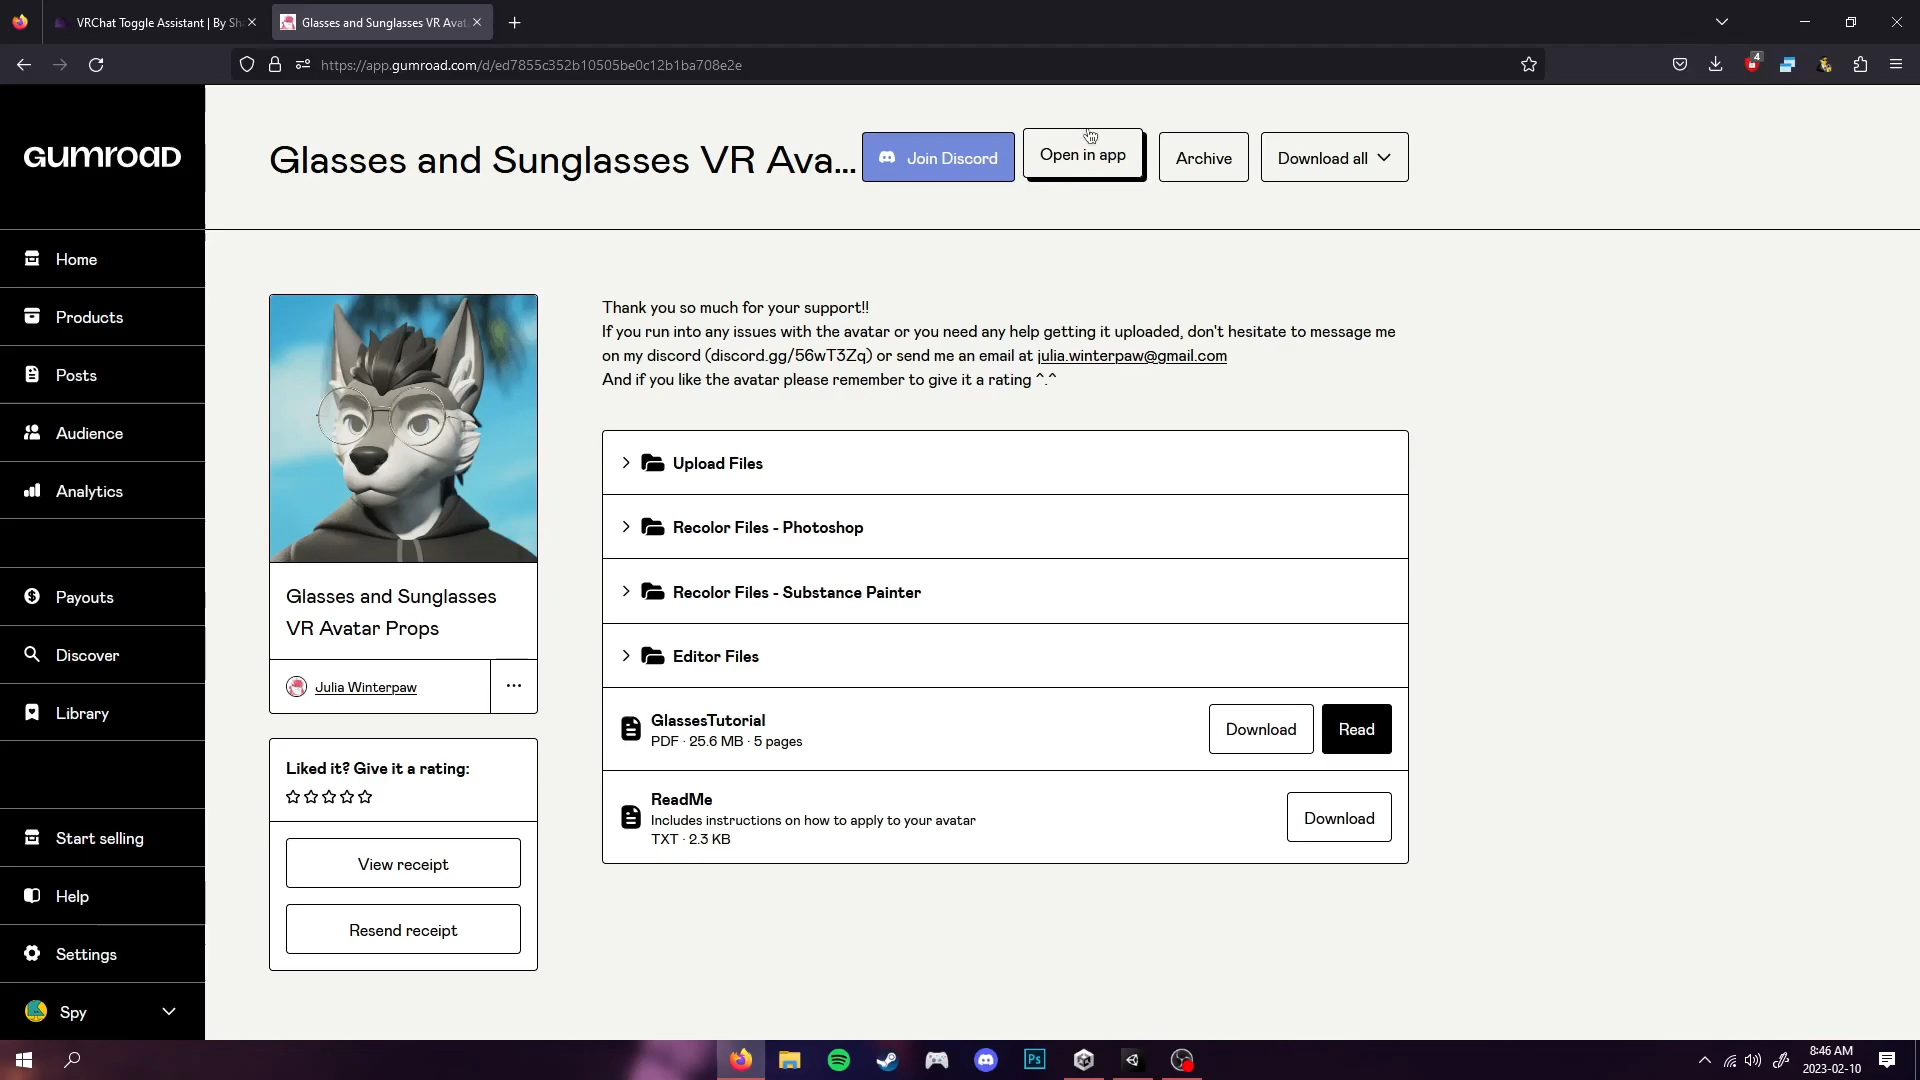 VRChat Toggle Assistant | By Sh
Glasses and Sunglasses VR Avat
4
https://app.gumroad.com/d/ed7855c352b10505be0c12b1ba708e2e
GUMROAD
Glasses and Sunglasses VR Ava...
Join Discord
Open in app
Archive
Download all
Home
Products
Posts
Audience
Analytics
Payouts
Discover
Library
Start selling
Help
Settings
Spy
Glasses and Sunglasses
VR Avatar Props
Julia Winterpaw
Liked it? Give it a rating:
View receipt
Resend receipt
Thank you so much for your support!!
If you run into any issues with the avatar or you need any help getting it uploaded, don't hesitate to message me
on my discord (discord.gg/56wT3Zq) or send me an email at julia.winterpaw@gmail.com
And if you like the avatar please remember to give it a rating ^.^
Upload Files
Recolor Files - Photoshop
Recolor Files - Substance Painter
Editor Files
GlassesTutorial
PDF · 25.6 MB · 5 pages
Download
Read
ReadMe
Includes instructions on how to apply to your avatar
TXT · 2.3 KB
Download
Ps
8:46 AM
2023-02-10